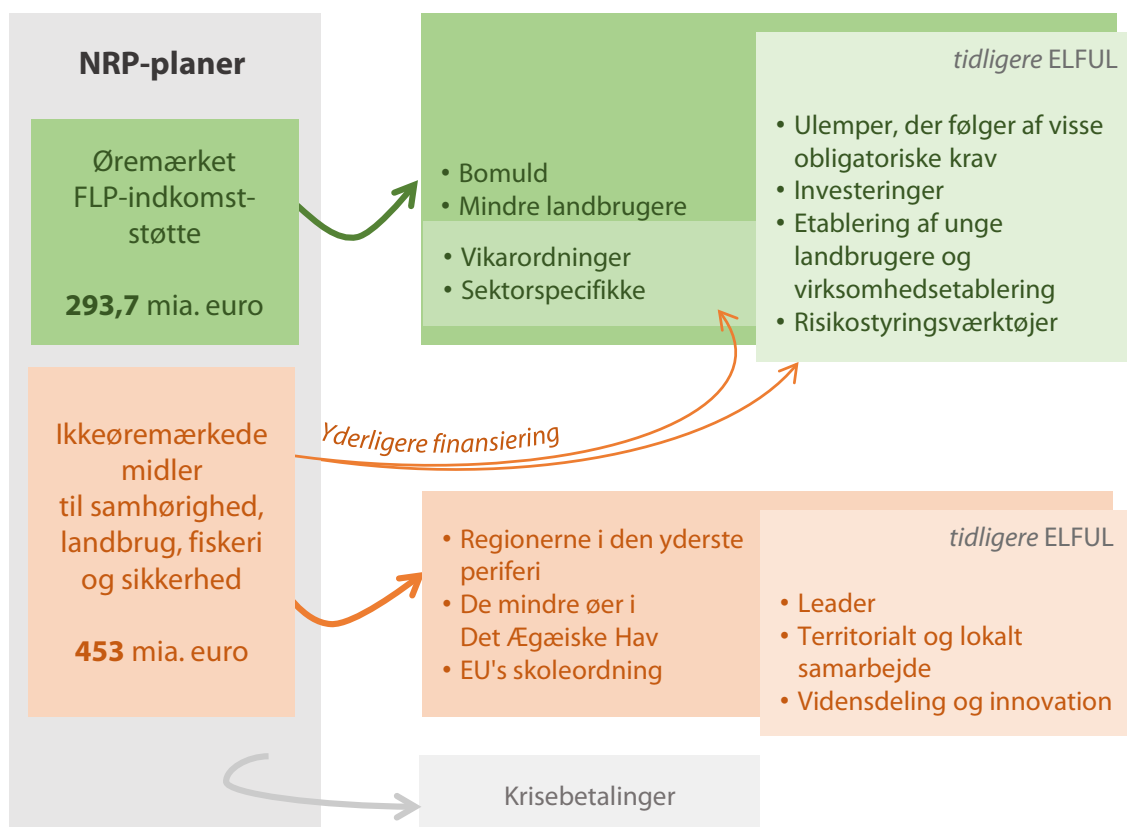 NRP-planer
Øremærket
FLP-indkomst-
støtte
293,7 mia. euro
• Bomuld
• Mindre landbrugere
• Vikarordninger
• Sektorspecifikke
tidligere ELFUL
• Ulemper, der følger af visse
obligatoriske krav
• Investeringer
• Etablering af unge
landbrugere og
virksomhedsetablering
• Risikostyringsværktøjer
Yderligere finansiering
Ikkeøremærkede
midler
til samhørighed,
landbrug, fiskeri
og sikkerhed
453 mia. euro
• Regionerne i den yderste
periferi
• De mindre øer i
Det Ægæiske Hav
• EU's skoleordning
tidligere ELFUL
• Leader
• Territorialt og lokalt
samarbejde
• Vidensdeling og innovation
Krisebetalinger